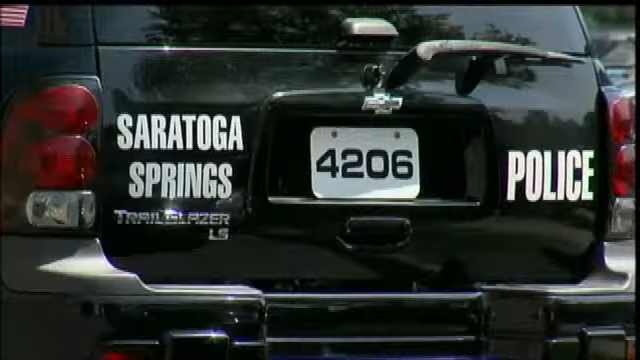 SARATOGA
SPRINGS
TRAILBLAZER
LS
4206
POLICE